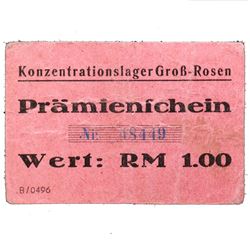 Konzentrationslager Groß-Rosen
Prämienſchein
Nº 48449
Wert: RM 1.00
B/0496